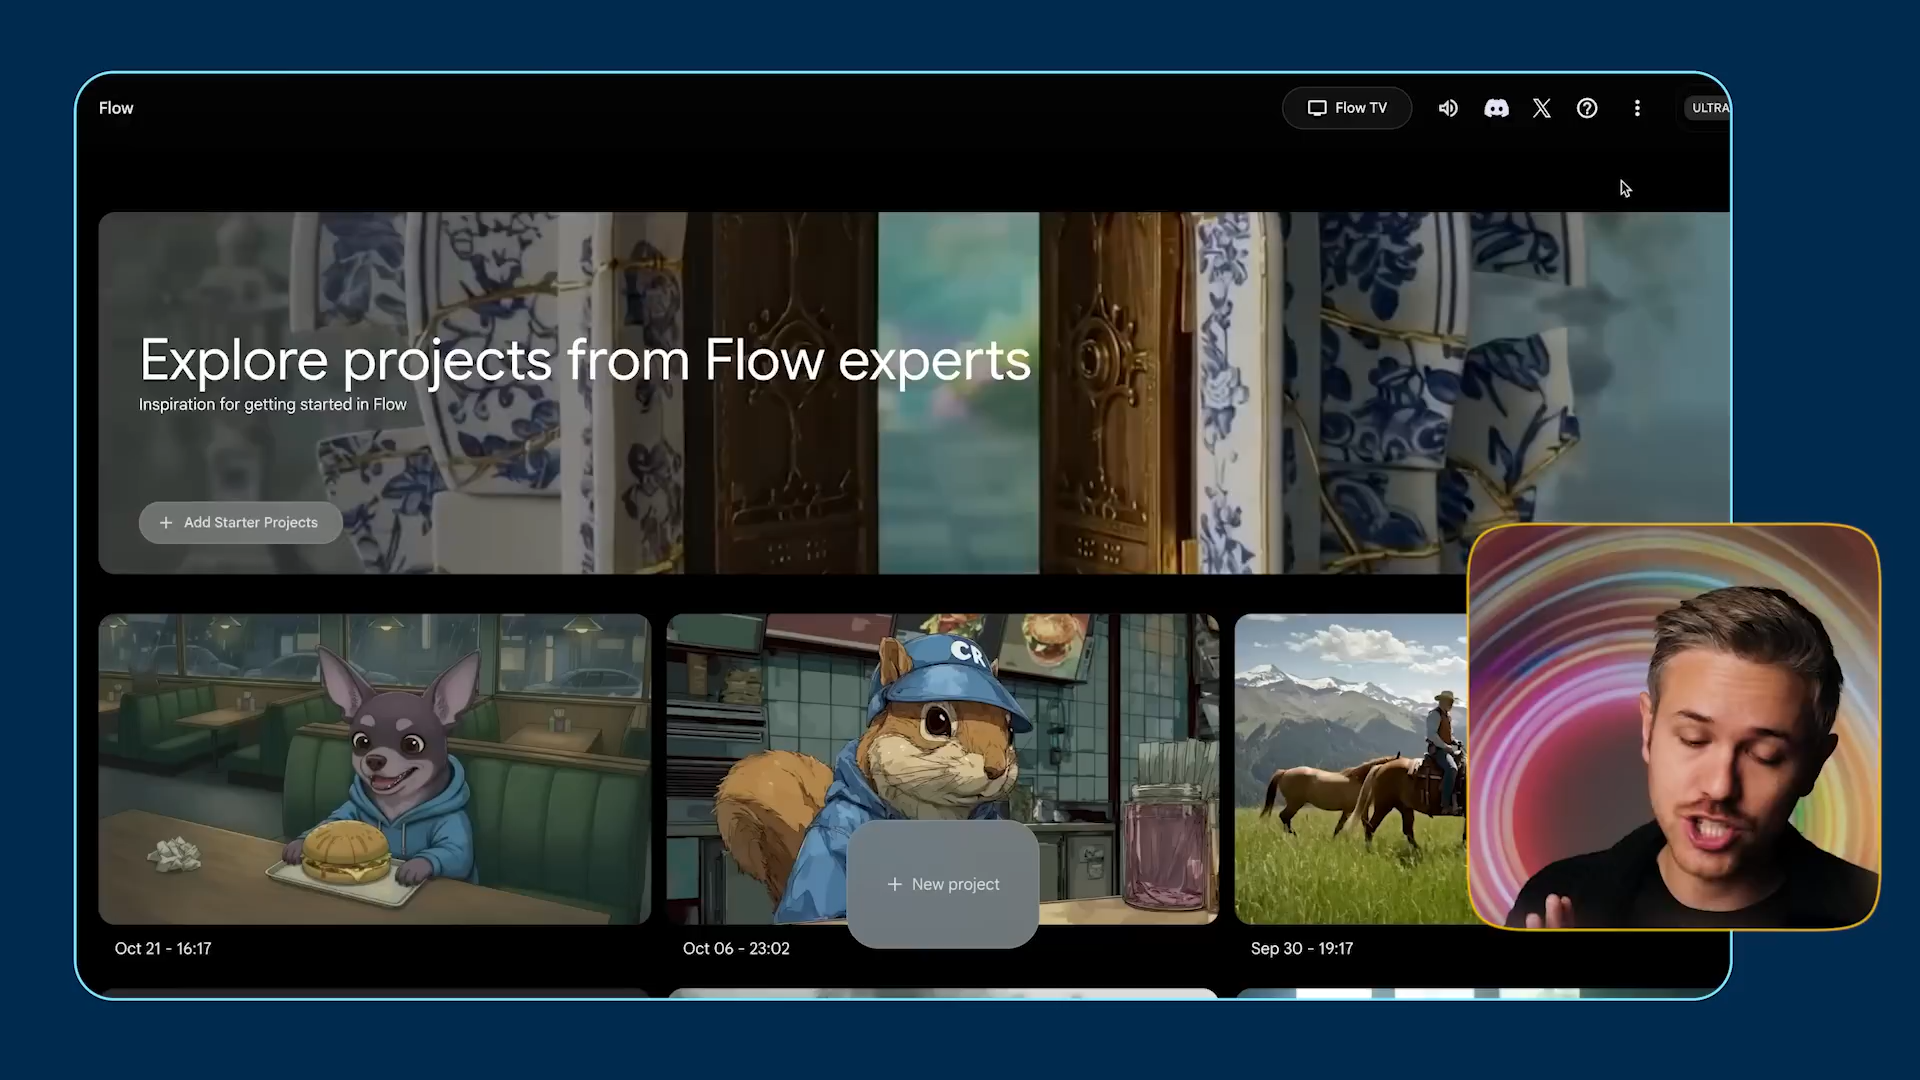 Flow
Flow TV
ULTRA
Explore projects from Flow experts
Inspiration for getting started in Flow
+ Add Starter Projects
CR
+ New project
Oct 21 - 16:17
Oct 06 - 23:02
Sep 30 - 19:17